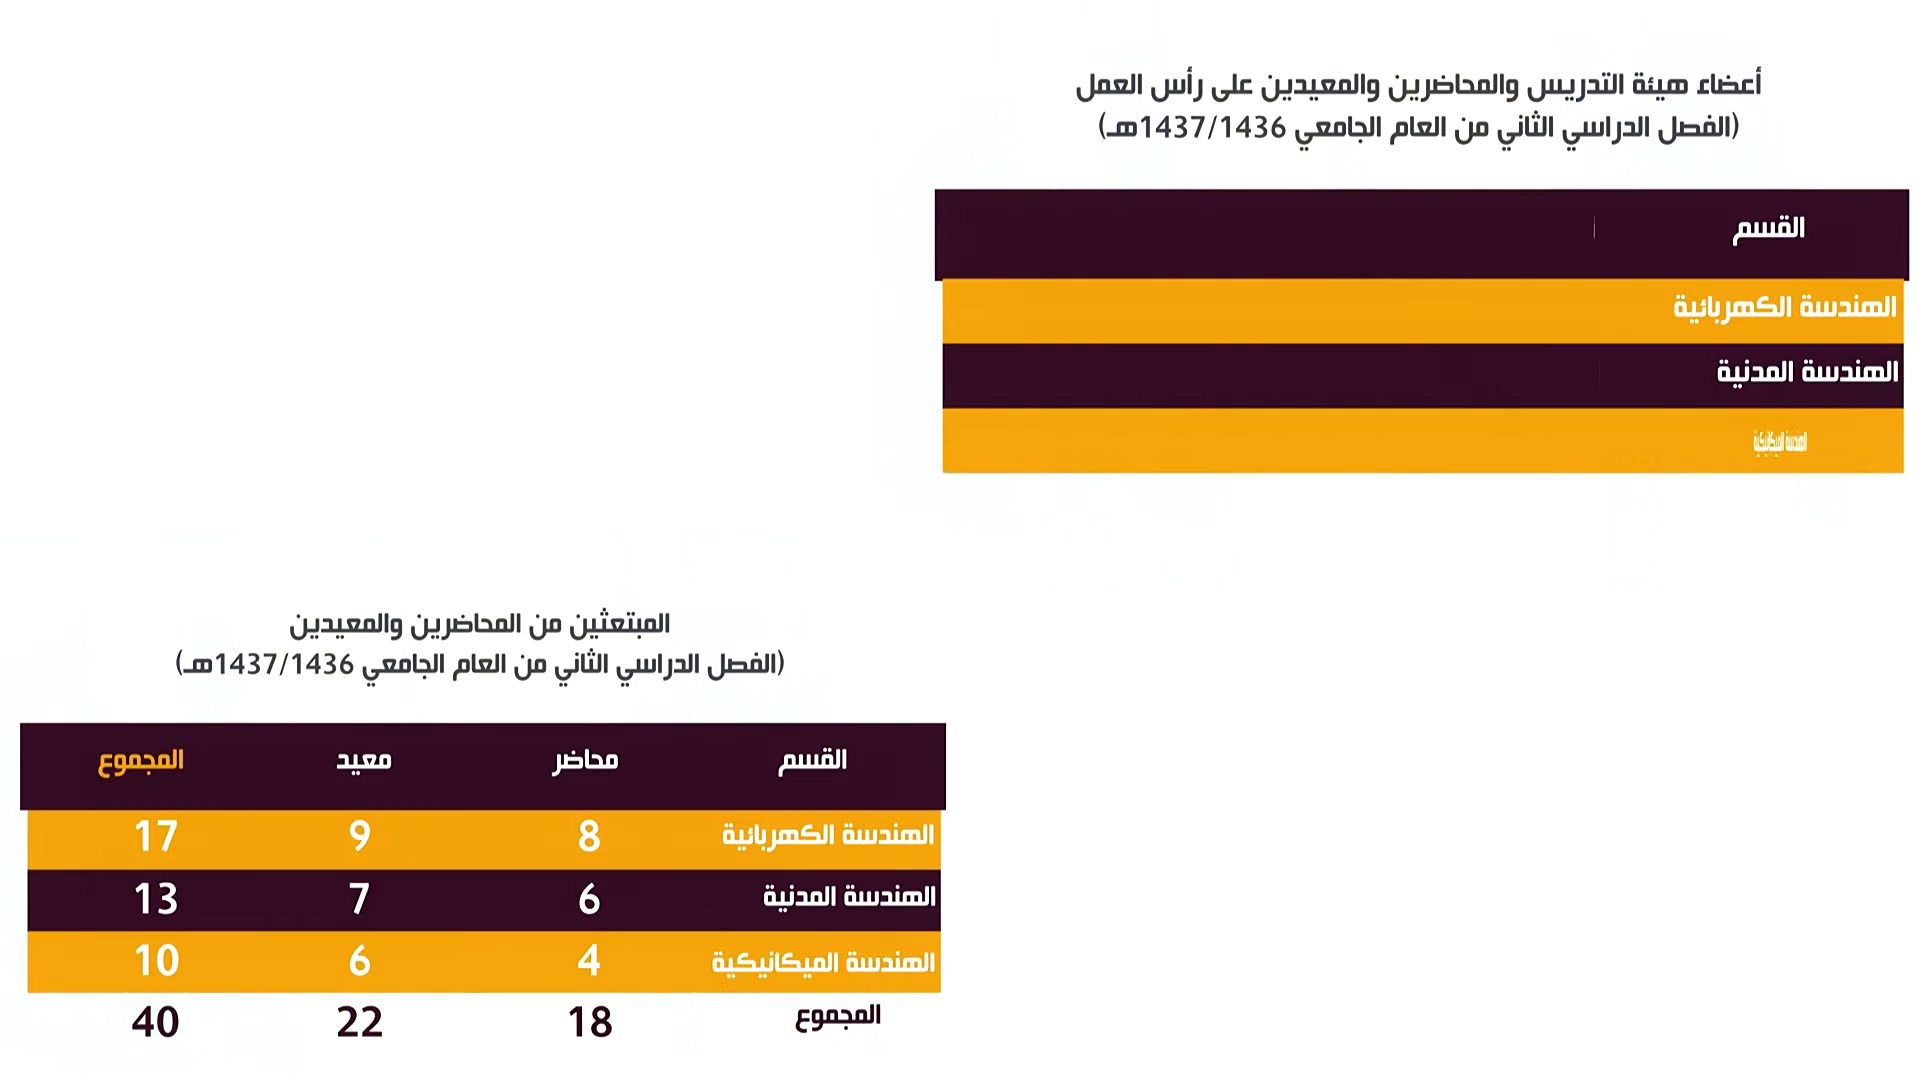 أعضاء هيئة التدريس والمحاضرين والمعيدين على رأس العمل
(الفصل الدراسي الثاني من العام الجامعي 1437/1436هـ)
القسم
الهندسة الكهربائية
الهندسة المدنية
الهندسة الميكانيكية
المبتعثين من المحاضرين والمعيدين
(الفصل الدراسي الثاني من العام الجامعي 1437/1436هـ)
القسم محاضر معيد المجموع
الهندسة الكهربائية 8 9 17
الهندسة المدنية 6 7 13
الهندسة الميكانيكية 4 6 10
المجموع 18 22 40